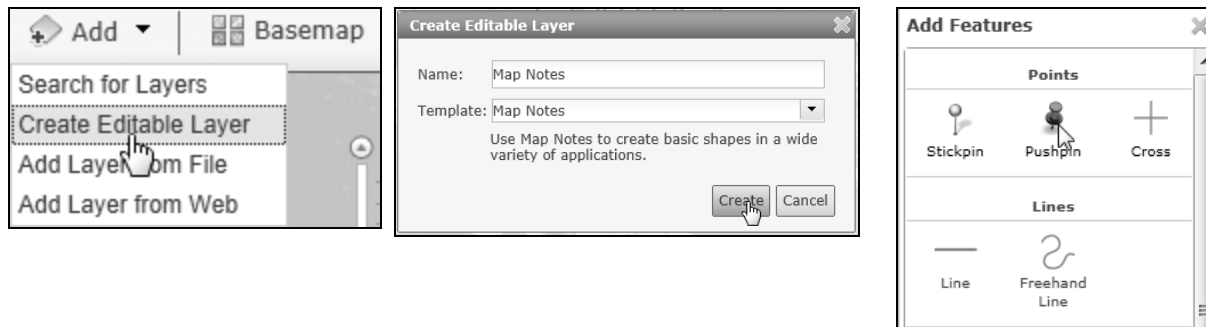 Add
Basemap
Search for Layers
Create Editable Layer
Add Layer from File
Add Layer from Web
Create Editable Layer
Name: Map Notes
Template: Map Notes
Use Map Notes to create basic shapes in a wide
variety of applications.
Create Cancel
Add Features
Points
Stickpin Pushpin Cross
Lines
Line Freehand
Line